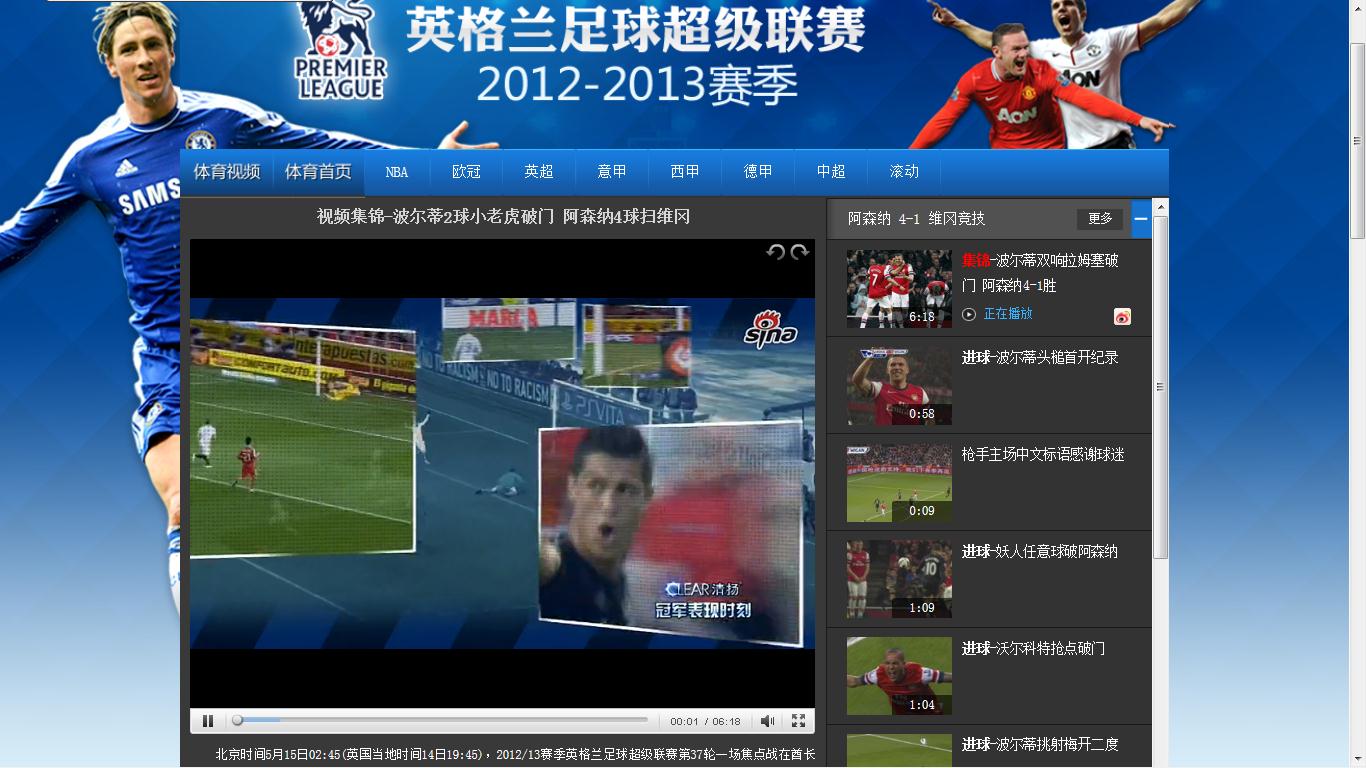 英格兰足球超级联赛
PREMIER
LEAGUE
2012-2013赛季
SAMS
AON
AON
体育视频 体育首页 NBA 欧冠 英超 意甲 西甲 德甲 中超 滚动
视频集锦-波尔蒂2球小老虎破门 阿森纳4球扫维冈
阿森纳 4-1 维冈竞技 更多
sina
MARCA
NO TO RACISM
NO TO RACISM
PSVITA
CLEAR清扬
冠军表现时刻
00:01 / 06:18
北京时间5月15日02:45(英国当地时间14日19:45)，2012/13赛季英格兰足球超级联赛第37轮一场焦点战在酋长
集锦-波尔蒂双响拉姆塞破
门 阿森纳4-1胜
6:18
正在播放
进球-波尔蒂头槌首开纪录
0:58
枪手主场中文标语感谢球迷
0:09
进球-妖人任意球破阿森纳
10
1:09
进球-沃尔科特抢点破门
1:04
进球-波尔蒂挑射梅开二度